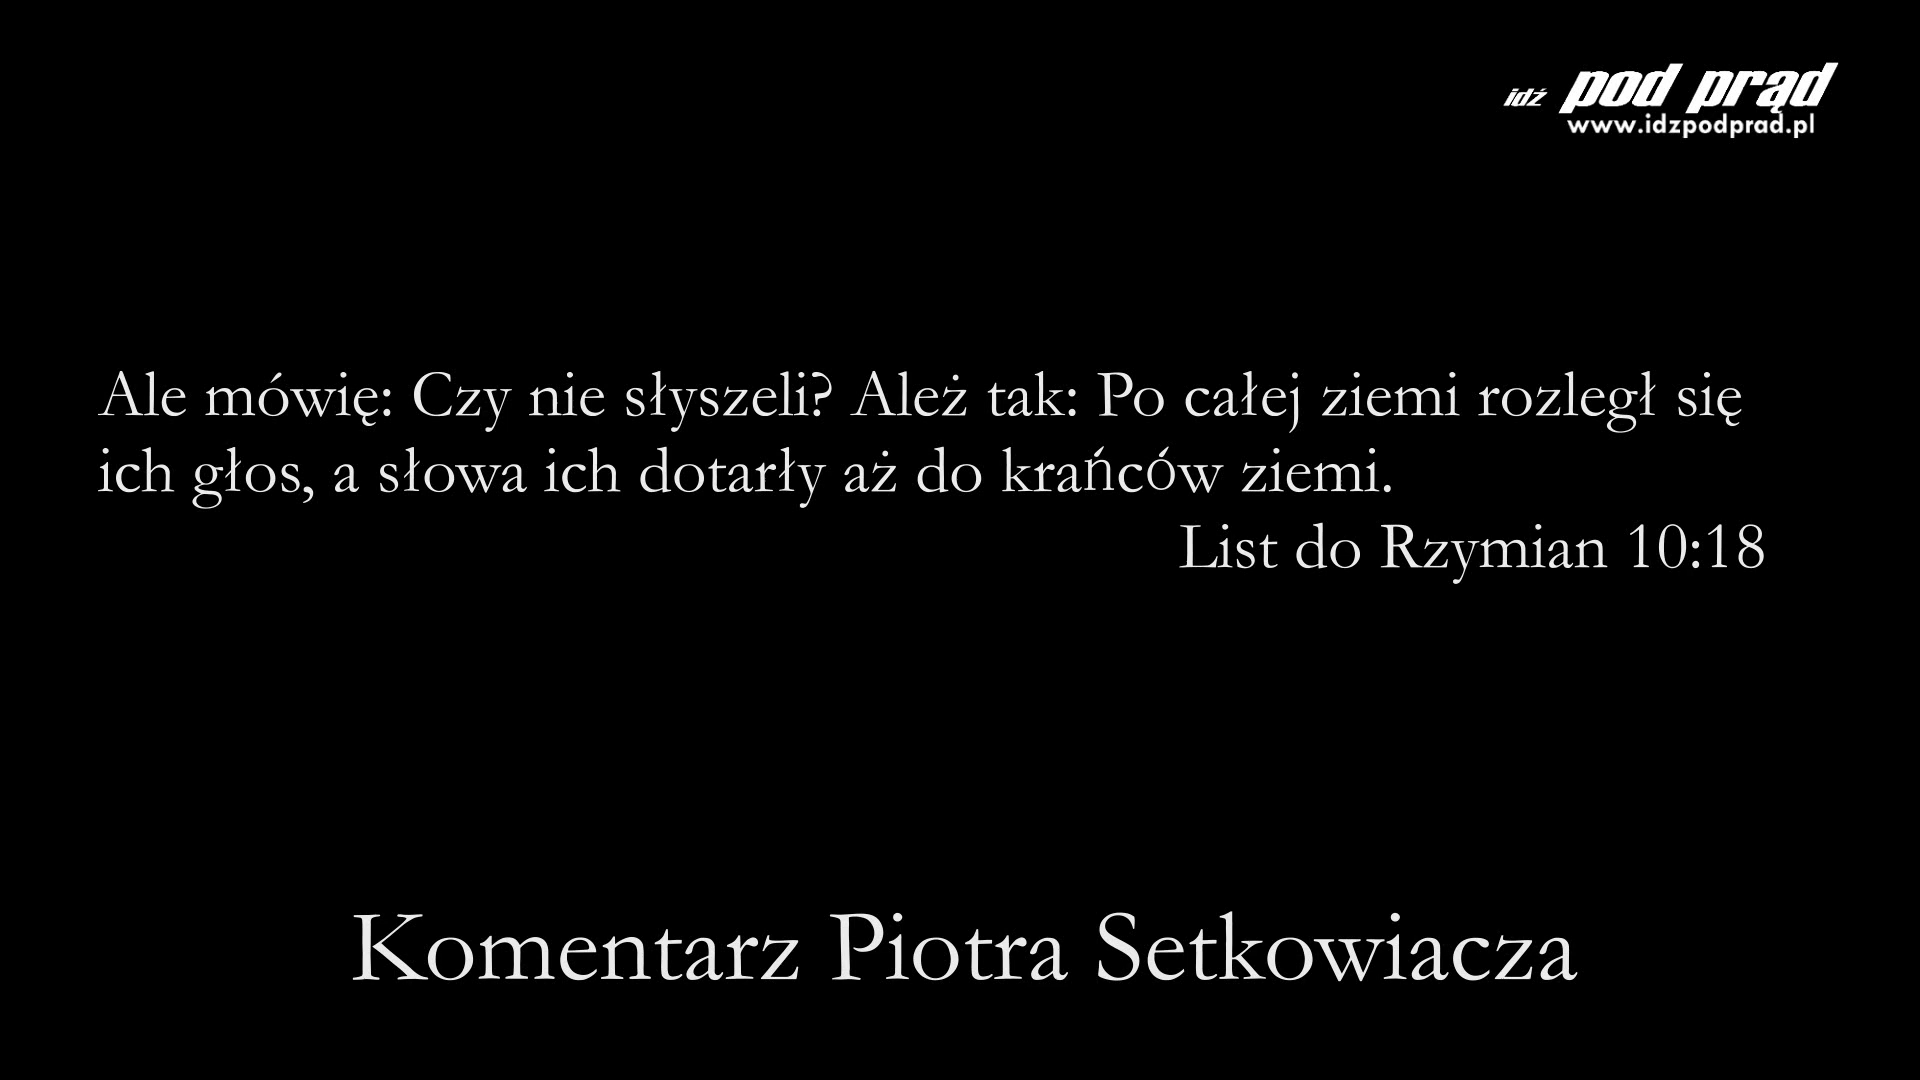 idź pod prąd
www.idzpodprad.pl
Ale mówię: Czy nie słyszeli? Ależ tak: Po całej ziemi rozległ się
ich głos, a słowa ich dotarły aż do krańców ziemi.
List do Rzymian 10:18
Komentarz Piotra Setkowiacza